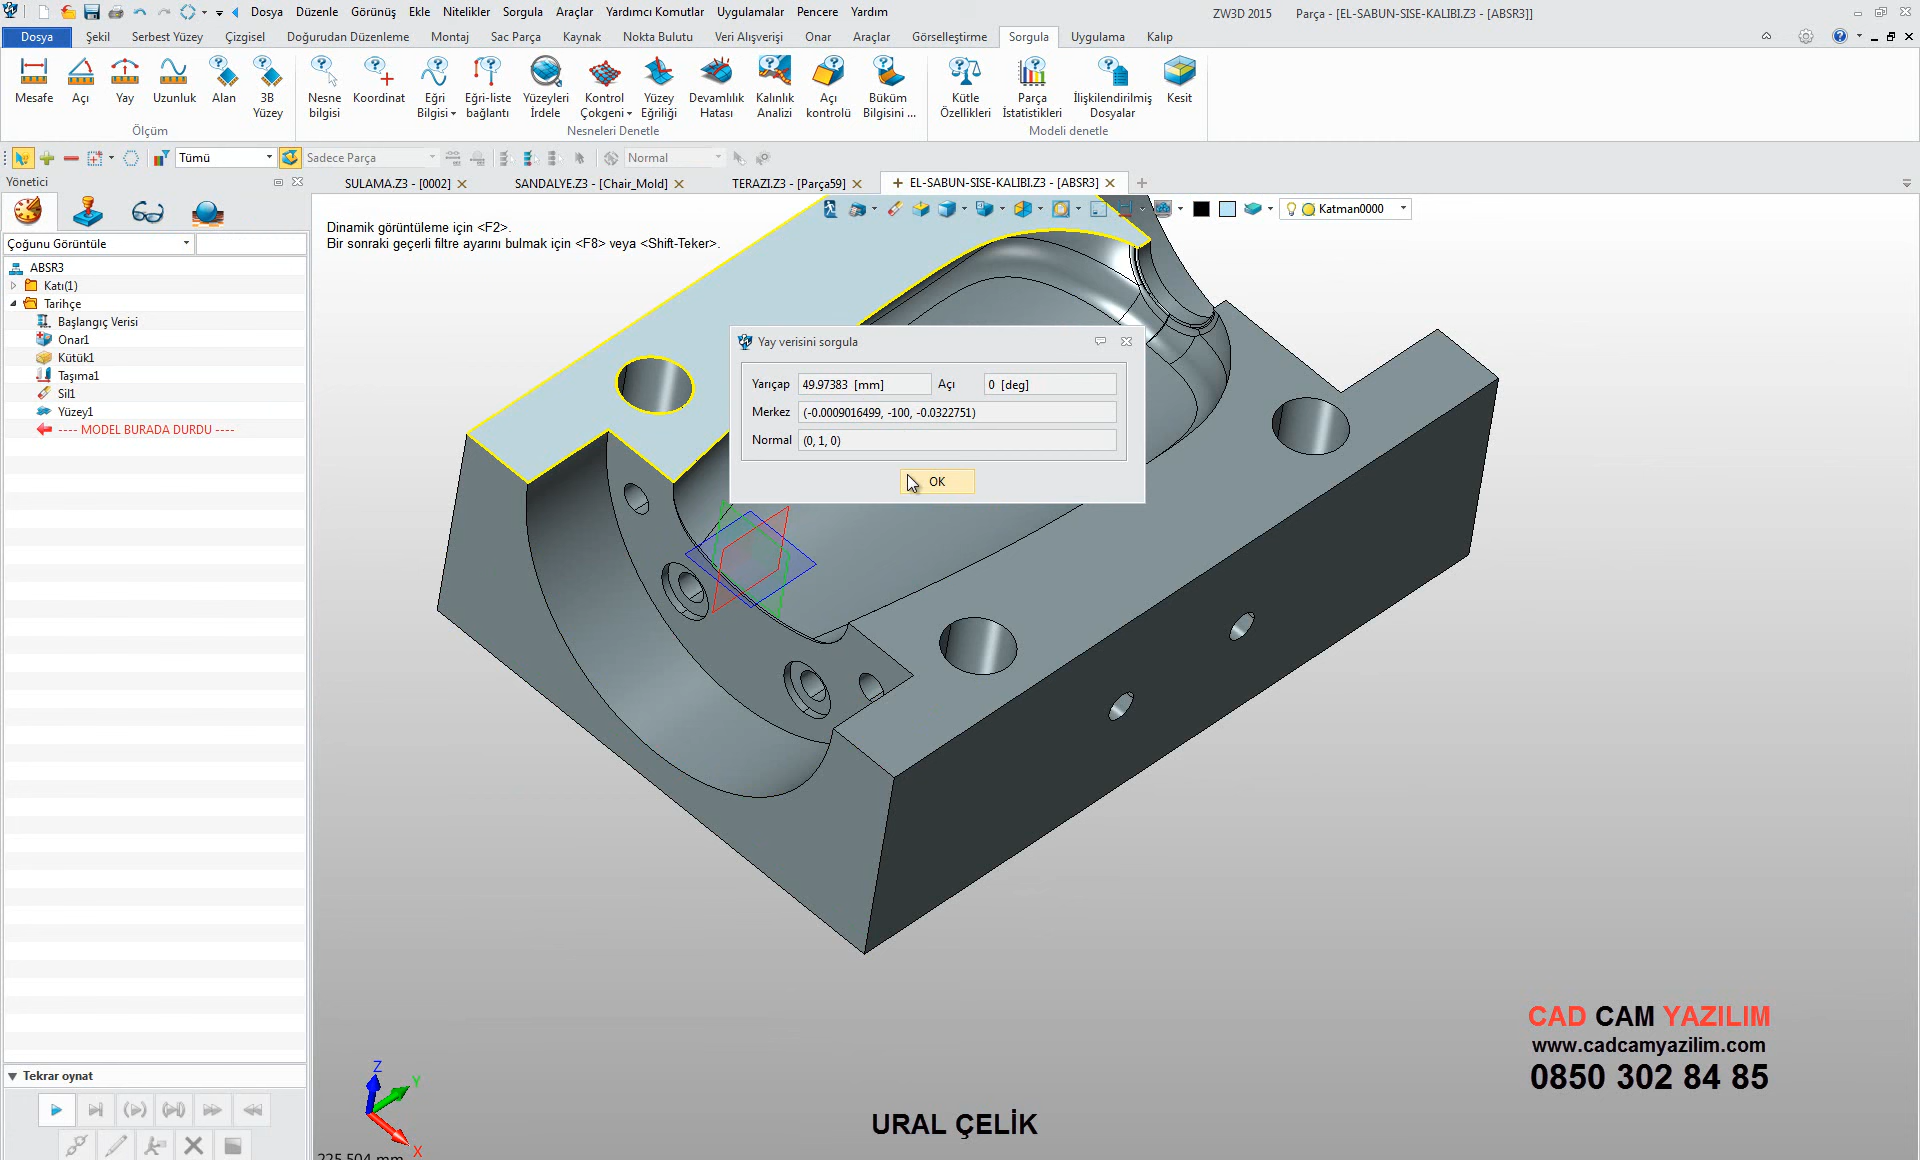 Dosya Düzenle Görünüş Ekle Nitelikler Sorgula Araçlar Yardımcı Komutlar Uygulamalar Pencere Yardım
ZW3D 2015 Parça - [EL-SABUN-SISE-KALIBI.Z3 - [ABSR3]]
Dosya Şekil Serbest Yüzey Çizgisel Doğurudan Düzenleme Montaj Sac Parça Kaynak Nokta Bulutu Veri Alışverişi Onar Araçlar Görselleştirme Sorgula Uygulama Kalıp
Mesafe Açı Yay Uzunluk Alan 3B Yüzey
Ölçüm
Nesne bilgisi Koordinat Eğri Bilgisi Eğri-liste bağlantı Yüzeyleri İrdele Kontrol Çokgeni Yüzey Eğriliği Devamlılık Hatası Kalınlık Analizi Açı kontrolü Büküm Bilgisini ...
Nesneleri Denetle
Kütle Özellikleri Parça İstatistikleri İlişkilendirilmiş Dosyalar Kesit
Modeli denetle
Tümü Sadece Parça Normal
Yönetici
SULAMA.Z3 - [0002] SANDALYE.Z3 - [Chair_Mold] TERAZI.Z3 - [Parça59] EL-SABUN-SISE-KALIBI.Z3 - [ABSR3]
Katman0000
Dinamik görüntüleme için <F2>.
Bir sonraki geçerli filtre ayarını bulmak için <F8> veya <Shift-Teker>.
Çoğunu Görüntüle
ABSR3
Katı(1)
Tarihçe
Başlangıç Verisi
Onar1
Kütük1
Taşıma1
Sil1
Yüzey1
---- MODEL BURADA DURDU ----
Yay verisini sorgula
Yarıçap 49.97383 [mm] Açı 0 [deg]
Merkez (-0.0009016499, -100, -0.0322751)
Normal (0, 1, 0)
OK
Tekrar oynat
Z
Y
X
225.504 mm
CAD CAM YAZILIM
www.cadcamyazilim.com
0850 302 84 85
URAL ÇELİK